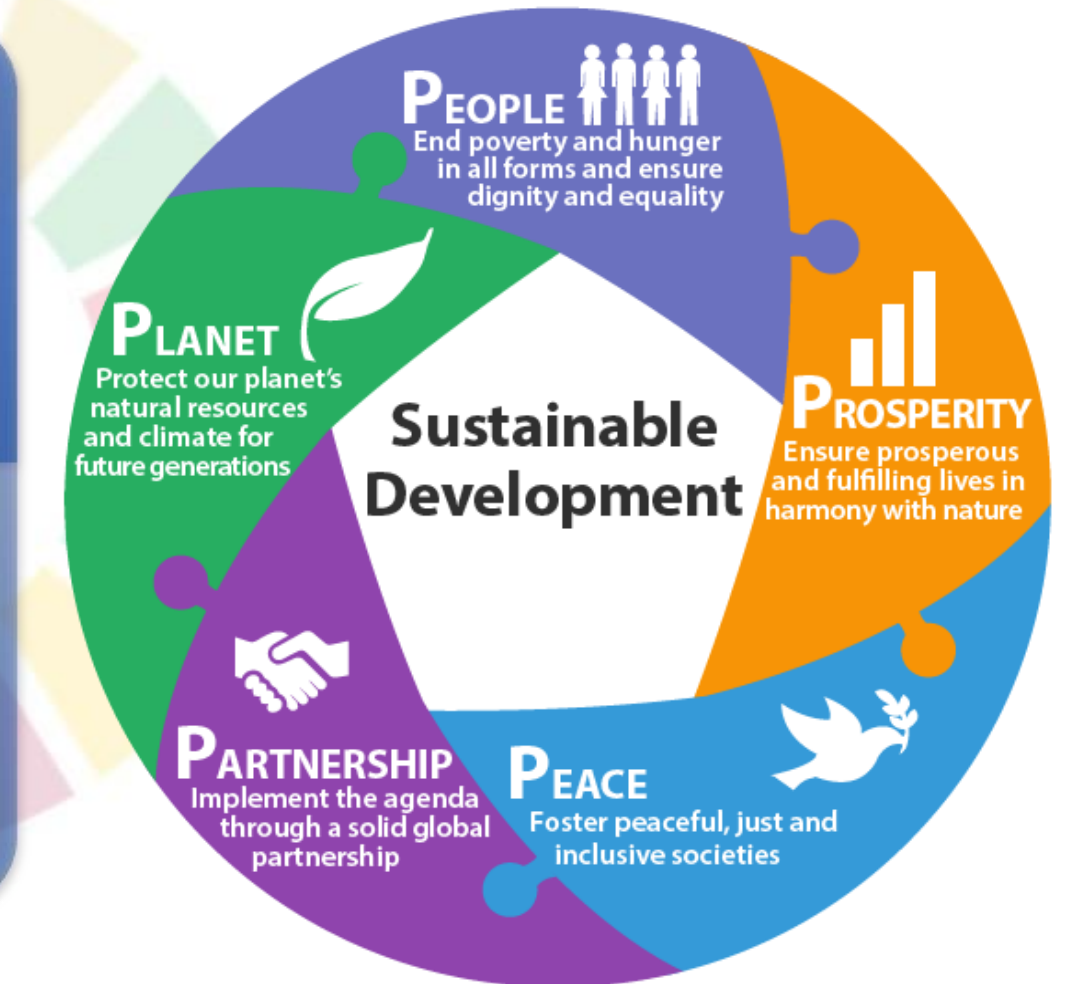 PEOPLE
End poverty and hunger
in all forms and ensure
dignity and equality
PLANET
Protect our planet's
natural resources
and climate for
future generations
Sustainable
Development
PROSPERITY
Ensure prosperous
and fulfilling lives in
harmony with nature
PARTNERSHIP
Implement the agenda
through a solid global
partnership
PEACE
Foster peaceful, just and
inclusive societies